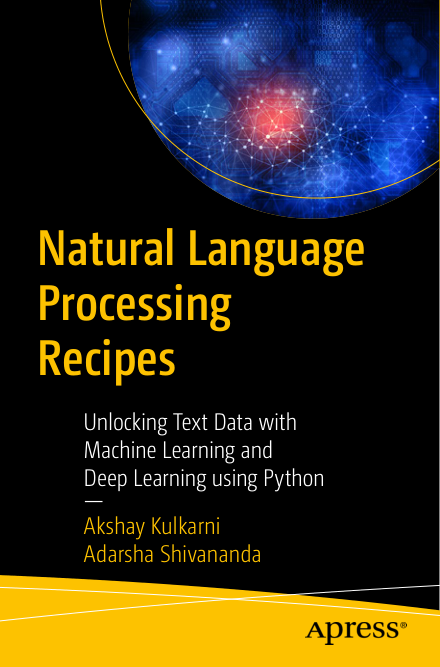 Natural Language
Processing
Recipes
Unlocking Text Data with
Machine Learning and
Deep Learning using Python
—
Akshay Kulkarni
Adarsha Shivananda
Apress®